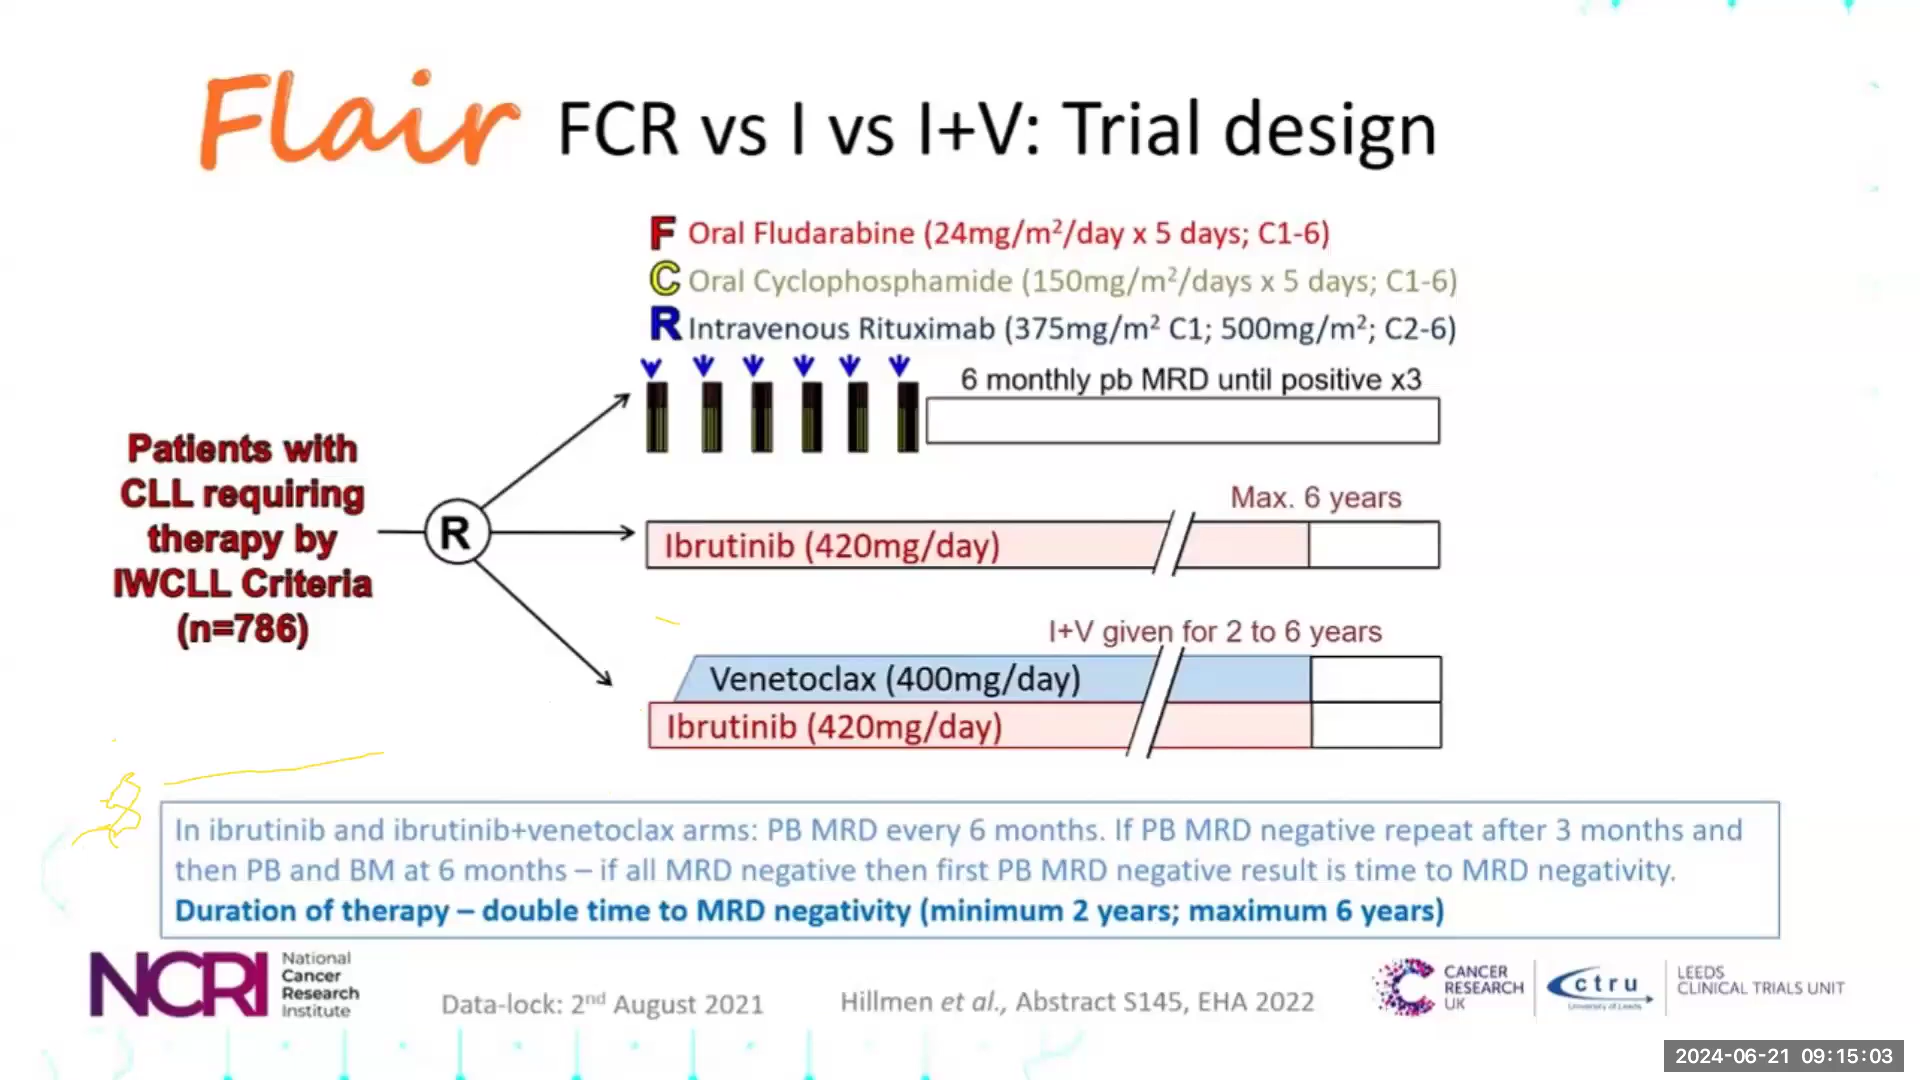 Flair FCR vs I vs I+V: Trial design
F Oral Fludarabine (24mg/m²/day x 5 days; C1-6)
C Oral Cyclophosphamide (150mg/m²/days x 5 days; C1-6)
R Intravenous Rituximab (375mg/m² C1; 500mg/m²; C2-6)
6 monthly pb MRD until positive x3
Patients with
CLL requiring
therapy by
IWCLL Criteria
(n=786)
R
Max. 6 years
Ibrutinib (420mg/day)
I+V given for 2 to 6 years
Venetoclax (400mg/day)
Ibrutinib (420mg/day)
In ibrutinib and ibrutinib+venetoclax arms: PB MRD every 6 months. If PB MRD negative repeat after 3 months and
then PB and BM at 6 months – if all MRD negative then first PB MRD negative result is time to MRD negativity.
Duration of therapy – double time to MRD negativity (minimum 2 years; maximum 6 years)
NCRI
National
Cancer
Research
Institute
Data-lock: 2nd August 2021
Hillmen et al., Abstract S145, EHA 2022
CANCER
RESEARCH
UK
ctru
University of Leeds
LEEDS
CLINICAL TRIALS UNIT
2024-06-21 09:15:03